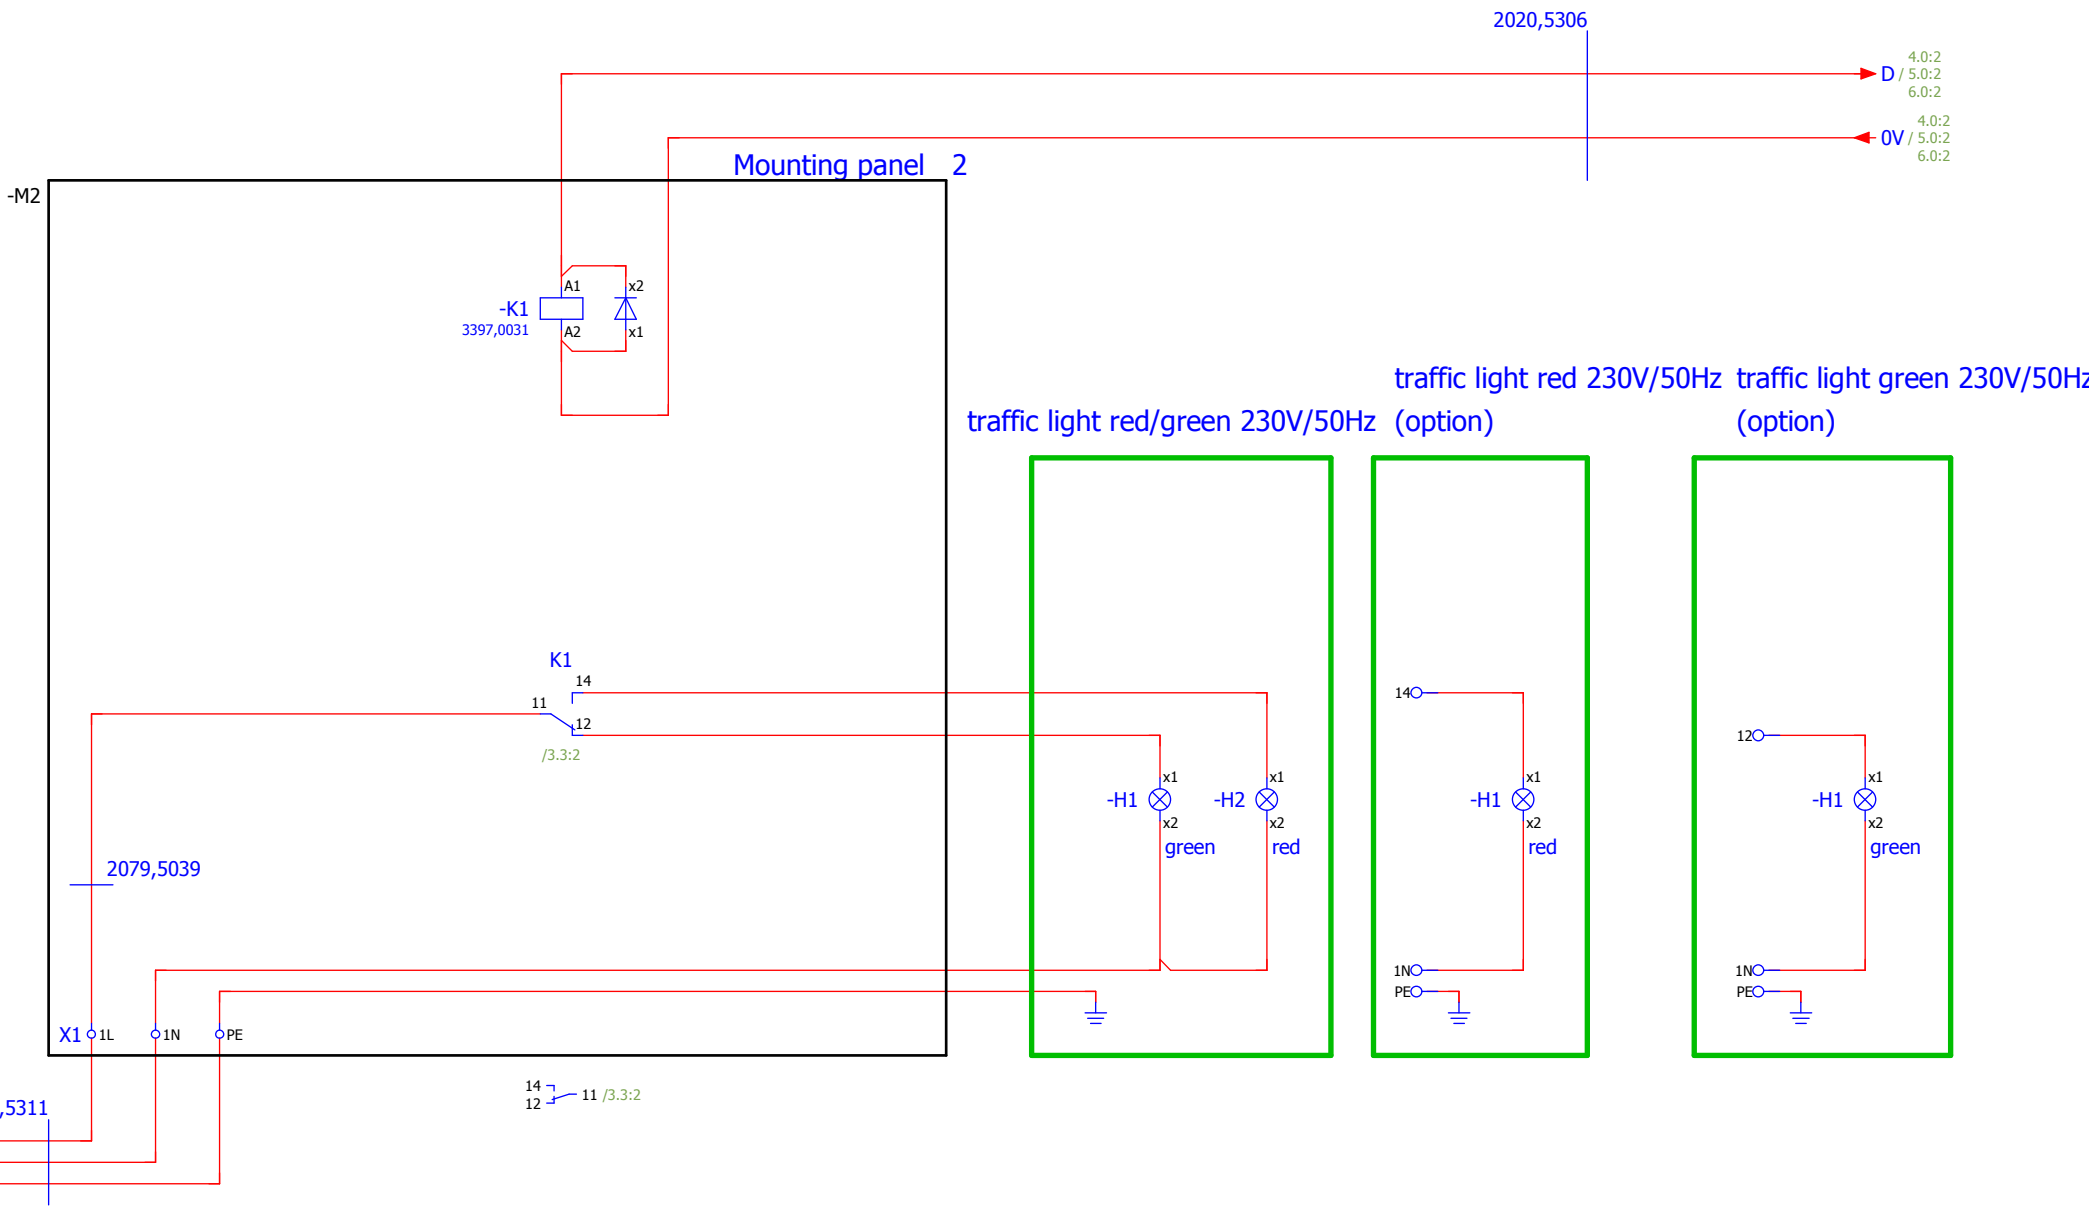 2020,5306
4.0:2
D / 5.0:2
6.0:2
4.0:2
0V / 5.0:2
6.0:2
Mounting panel 2
-M2
A1
x2
-K1
3397,0031
A2
x1
traffic light red 230V/50Hz
(option)
traffic light green 230V/50Hz
(option)
traffic light red/green 230V/50Hz
K1
14
11
12
/3.3:2
14
12
x1
-H1
x2
green
x1
-H2
x2
red
x1
-H1
x2
red
x1
-H1
x2
green
2079,5039
1N
PE
1N
PE
X1
1L
1N
PE
14
12
11 /3.3:2
,5311